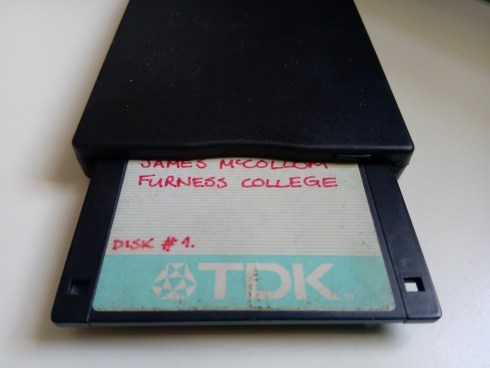 JAMES McCOLLOM
FURNESS COLLEGE
DISK #1.
TDK